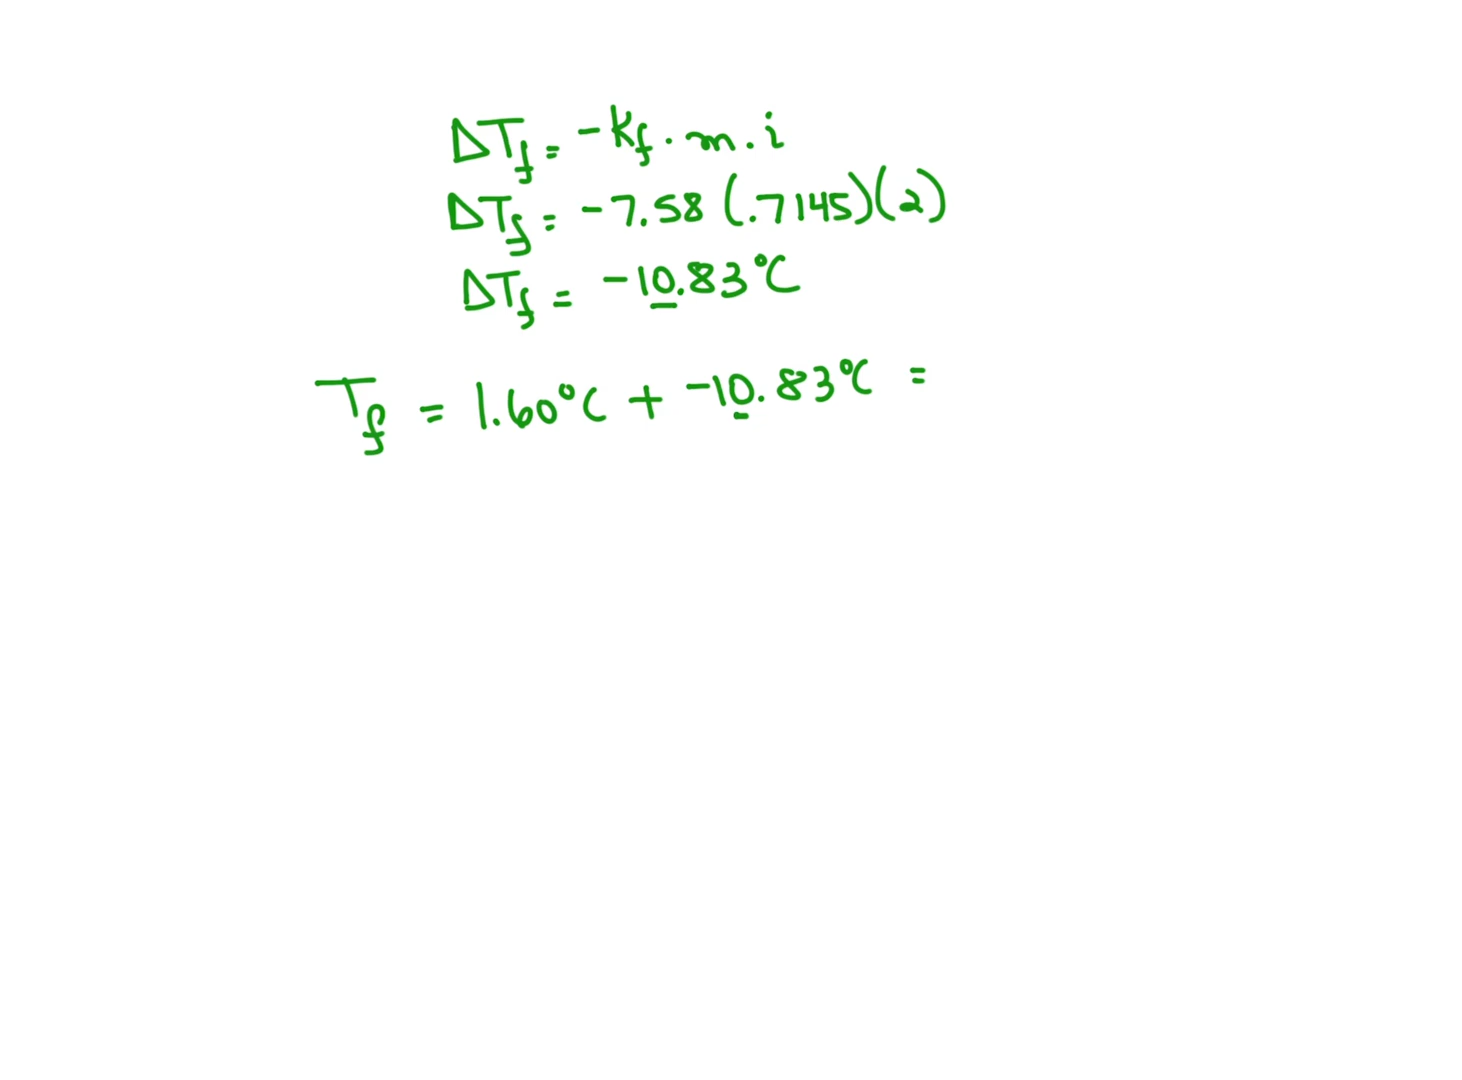 ΔTf = -Kf · m · i
ΔTf = -7.58 (.7145)(2)
ΔTf = -10.83°C
Tf = 1.60°C + -10.83°C =